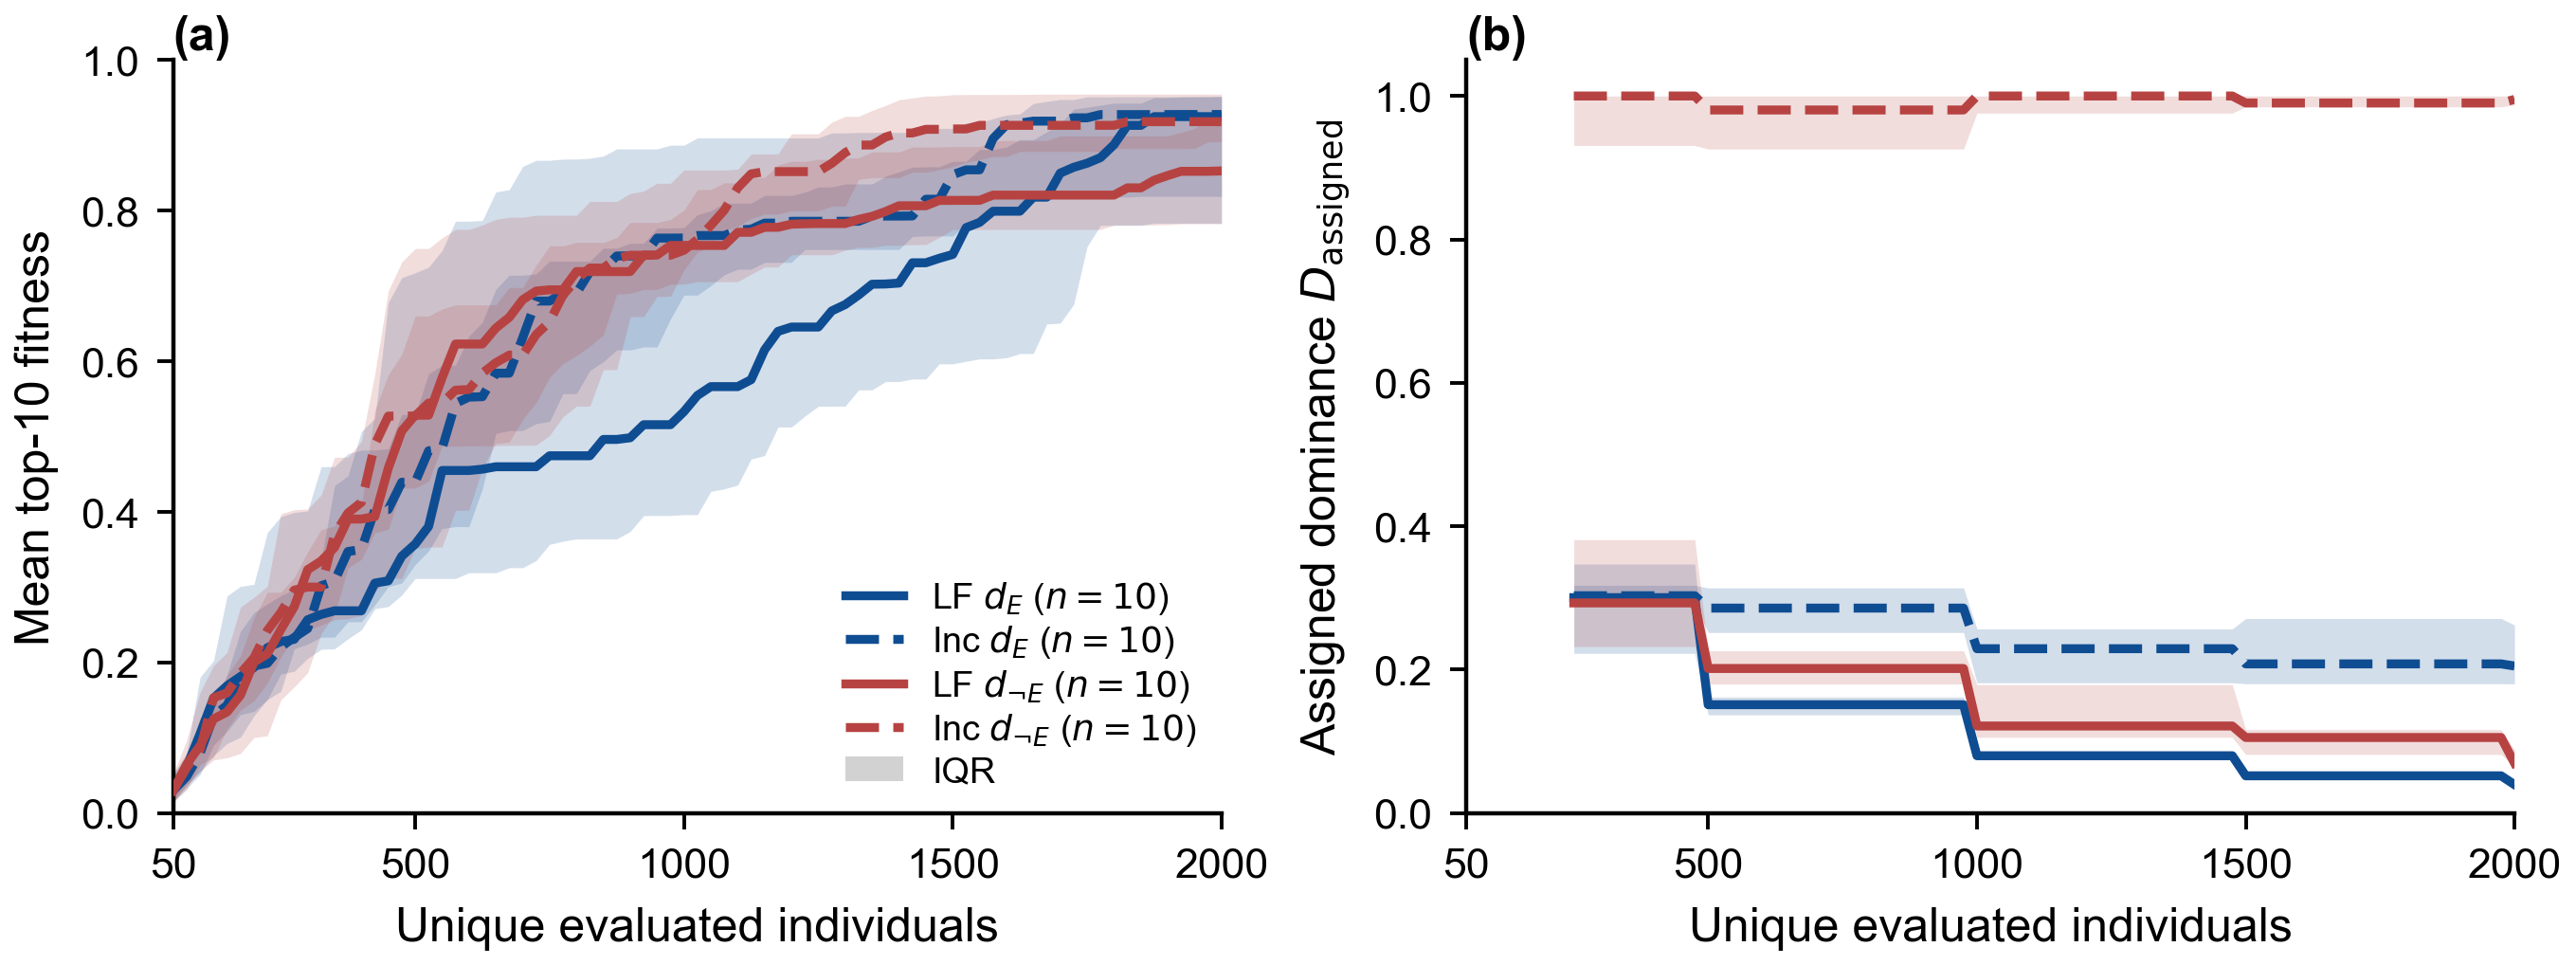 (a)
Mean top-10 fitness
1.0
0.8
0.6
0.4
0.2
0.0
50
500
1000
1500
2000
Unique evaluated individuals
LF d_E (n = 10)
Inc d_E (n = 10)
LF d_¬E (n = 10)
Inc d_¬E (n = 10)
IQR
(b)
Assigned dominance D_assigned
1.0
0.8
0.6
0.4
0.2
0.0
50
500
1000
1500
2000
Unique evaluated individuals